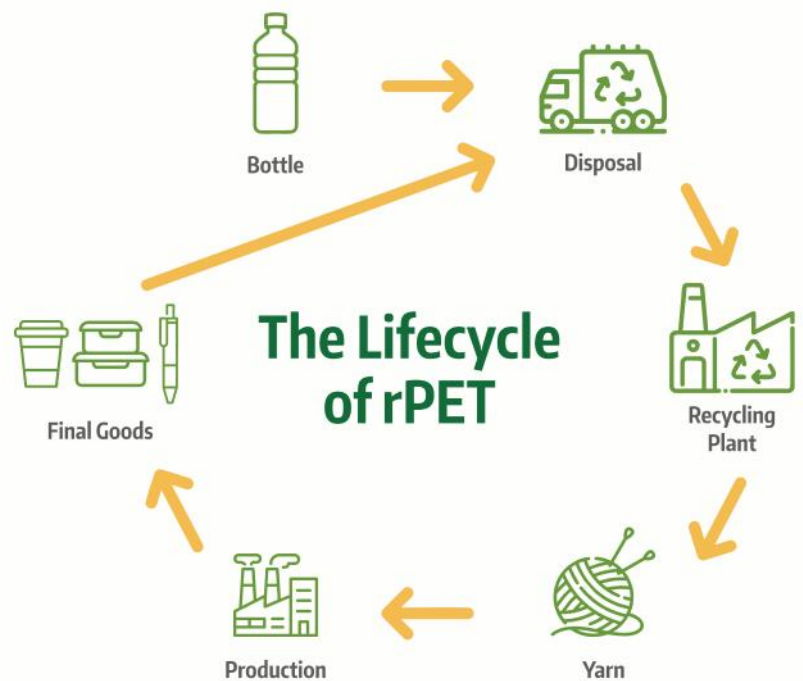 Bottle
Disposal
The Lifecycle
of rPET
Final Goods
Recycling
Plant
Production
Yarn